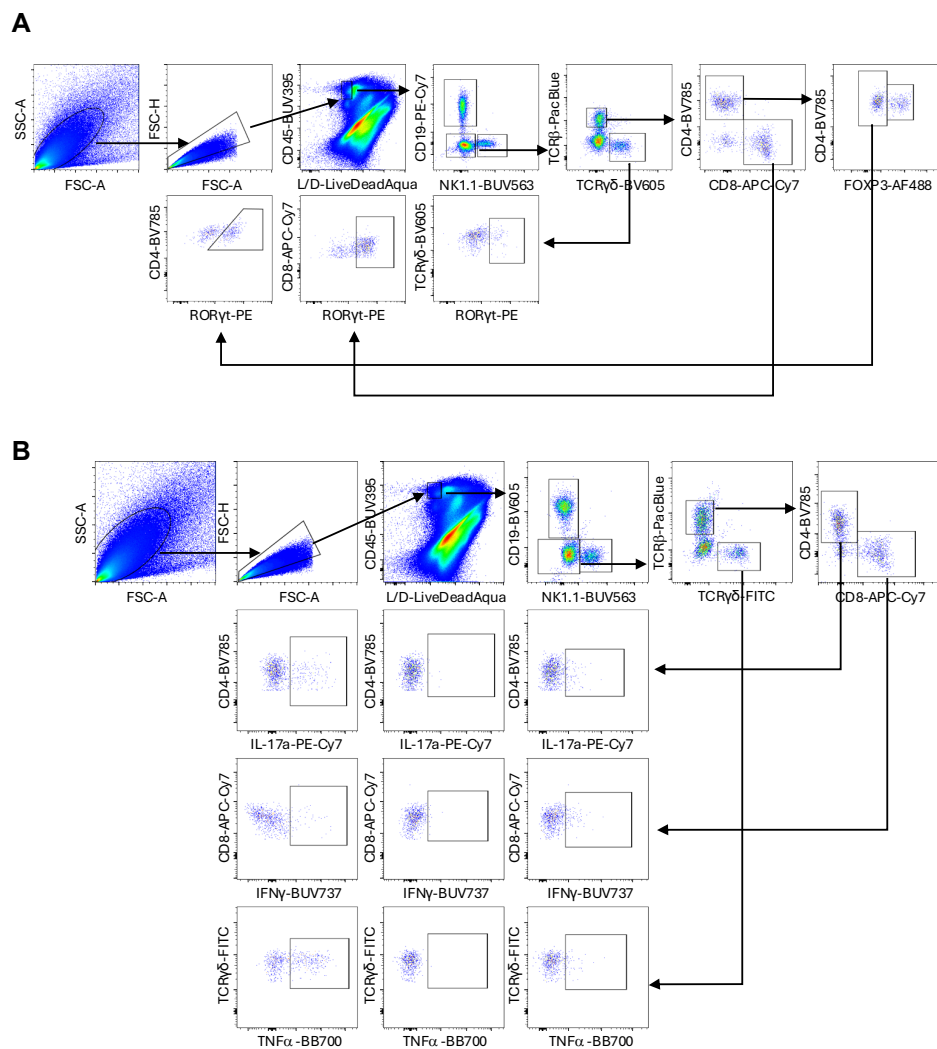 A
SSC-A
FSC-A
FSC-H
FSC-A
CD45-BUV395
L/D-LiveDeadAqua
CD19-PE-Cy7
NK1.1-BUV563
TCRβ-PacBlue
TCRγδ-BV605
CD4-BV785
CD8-APC-Cy7
CD4-BV785
FOXP3-AF488
CD4-BV785
RORγt-PE
CD8-APC-Cy7
RORγt-PE
TCRγδ-BV605
RORγt-PE
B
SSC-A
FSC-A
FSC-H
FSC-A
CD45-BUV395
L/D-LiveDeadAqua
CD19-BV605
NK1.1-BUV563
TCRβ-PacBlue
TCRγδ-FITC
CD4-BV785
CD8-APC-Cy7
CD4-BV785
IL-17a-PE-Cy7
CD4-BV785
IL-17a-PE-Cy7
CD4-BV785
IL-17a-PE-Cy7
CD8-APC-Cy7
IFNγ-BUV737
CD8-APC-Cy7
IFNγ-BUV737
CD8-APC-Cy7
IFNγ-BUV737
TCRγδ-FITC
TNFα -BB700
TCRγδ-FITC
TNFα -BB700
TCRγδ-FITC
TNFα -BB700